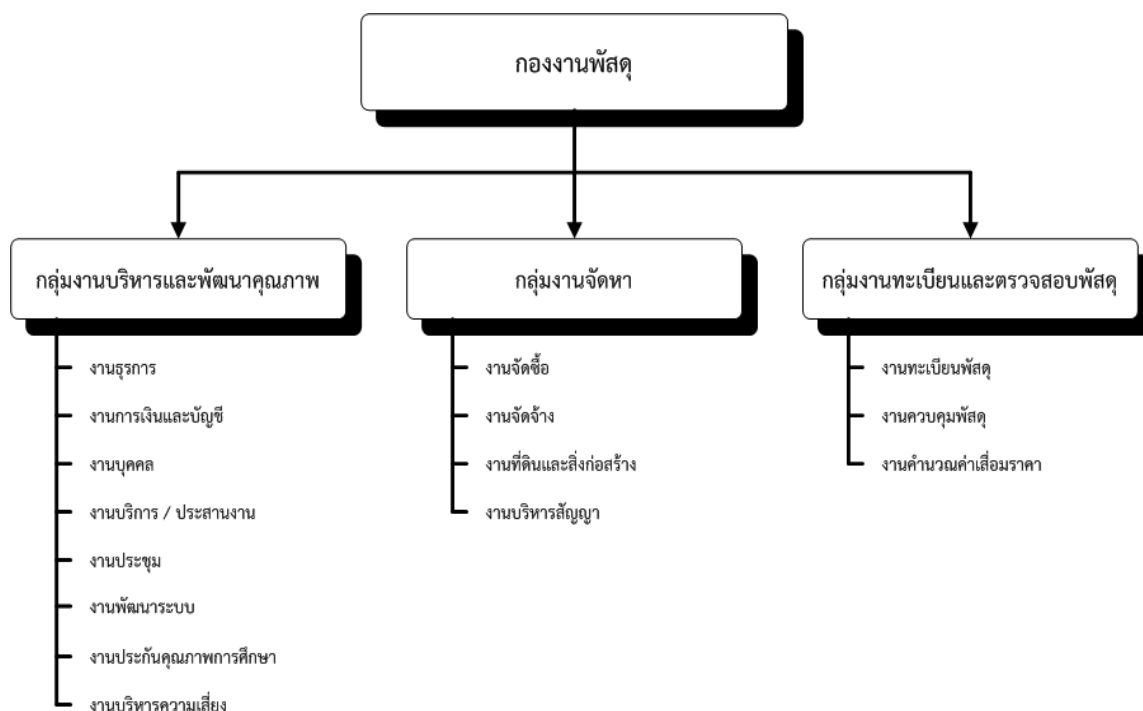 กองงานพัสดุ
กลุ่มงานบริหารและพัฒนาคุณภาพ
งานธุรการ
งานการเงินและบัญชี
งานบุคคล
งานบริการ / ประสานงาน
งานประชุม
งานพัฒนาระบบ
งานประกันคุณภาพการศึกษา
งานบริหารความเสี่ยง
กลุ่มงานจัดหา
งานจัดซื้อ
งานจัดจ้าง
งานที่ดินและสิ่งก่อสร้าง
งานบริหารสัญญา
กลุ่มงานทะเบียนและตรวจสอบพัสดุ
งานทะเบียนพัสดุ
งานควบคุมพัสดุ
งานคำนวณค่าเสื่อมราคา